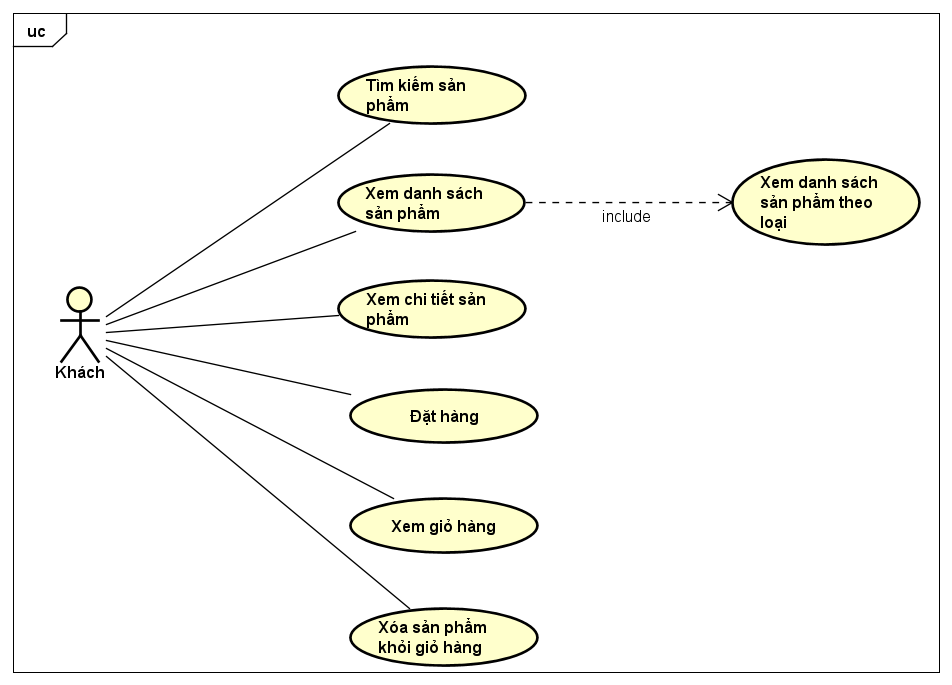 uc
Tìm kiếm sản
phẩm
Xem danh sách
sản phẩm
include
Xem danh sách
sản phẩm theo
loại
Xem chi tiết sản
phẩm
Khách
Đặt hàng
Xem giỏ hàng
Xóa sản phẩm
khỏi giỏ hàng